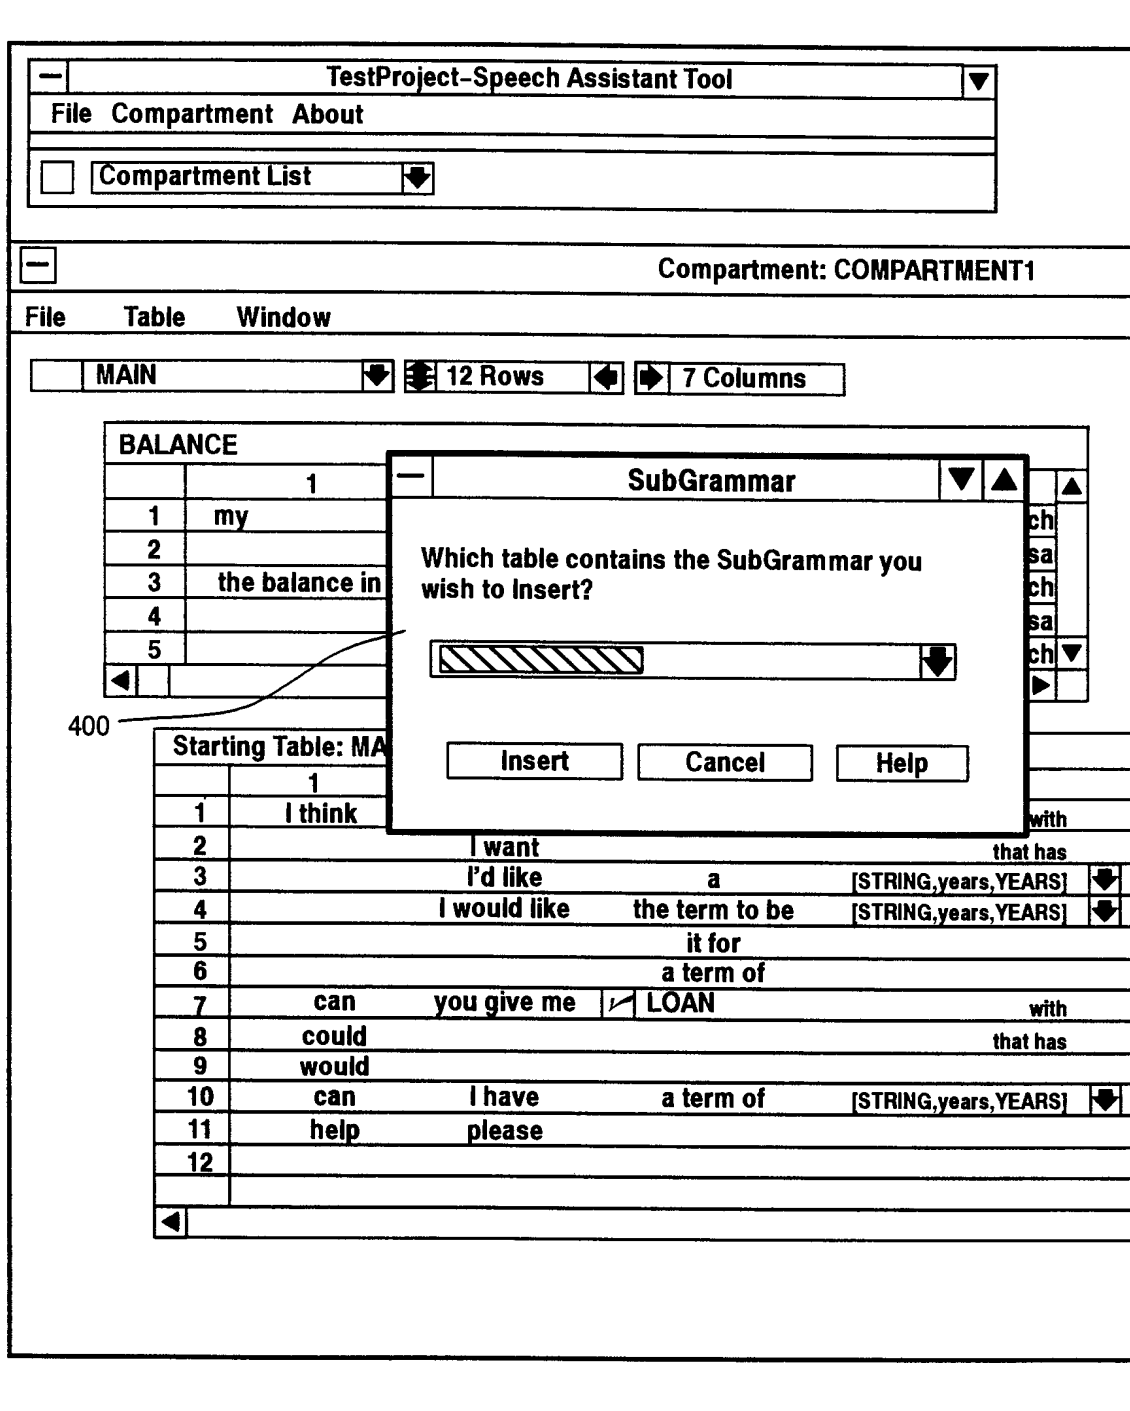 TestProject-Speech Assistant Tool
File Compartment About
Compartment List
Compartment: COMPARTMENT1
File Table Window
MAIN 12 Rows 7 Columns
BALANCE
1
1 my ch
2 sa
3 the balance in ch
4 sa
5 ch
SubGrammar
Which table contains the SubGrammar you
wish to Insert?
Insert Cancel Help
400
Starting Table: MA
1
1 I think with
2 I want that has
3 I'd like a [STRING,years,YEARS]
4 I would like the term to be [STRING,years,YEARS]
5 it for
6 a term of
7 can you give me LOAN with
8 could that has
9 would
10 can I have a term of [STRING,years,YEARS]
11 help please
12